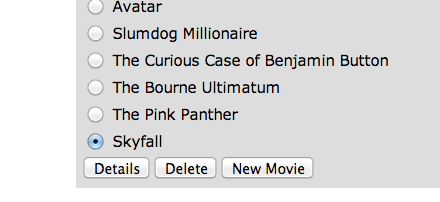 Avatar
Slumdog Millionaire
The Curious Case of Benjamin Button
The Bourne Ultimatum
The Pink Panther
Skyfall
Details Delete New Movie